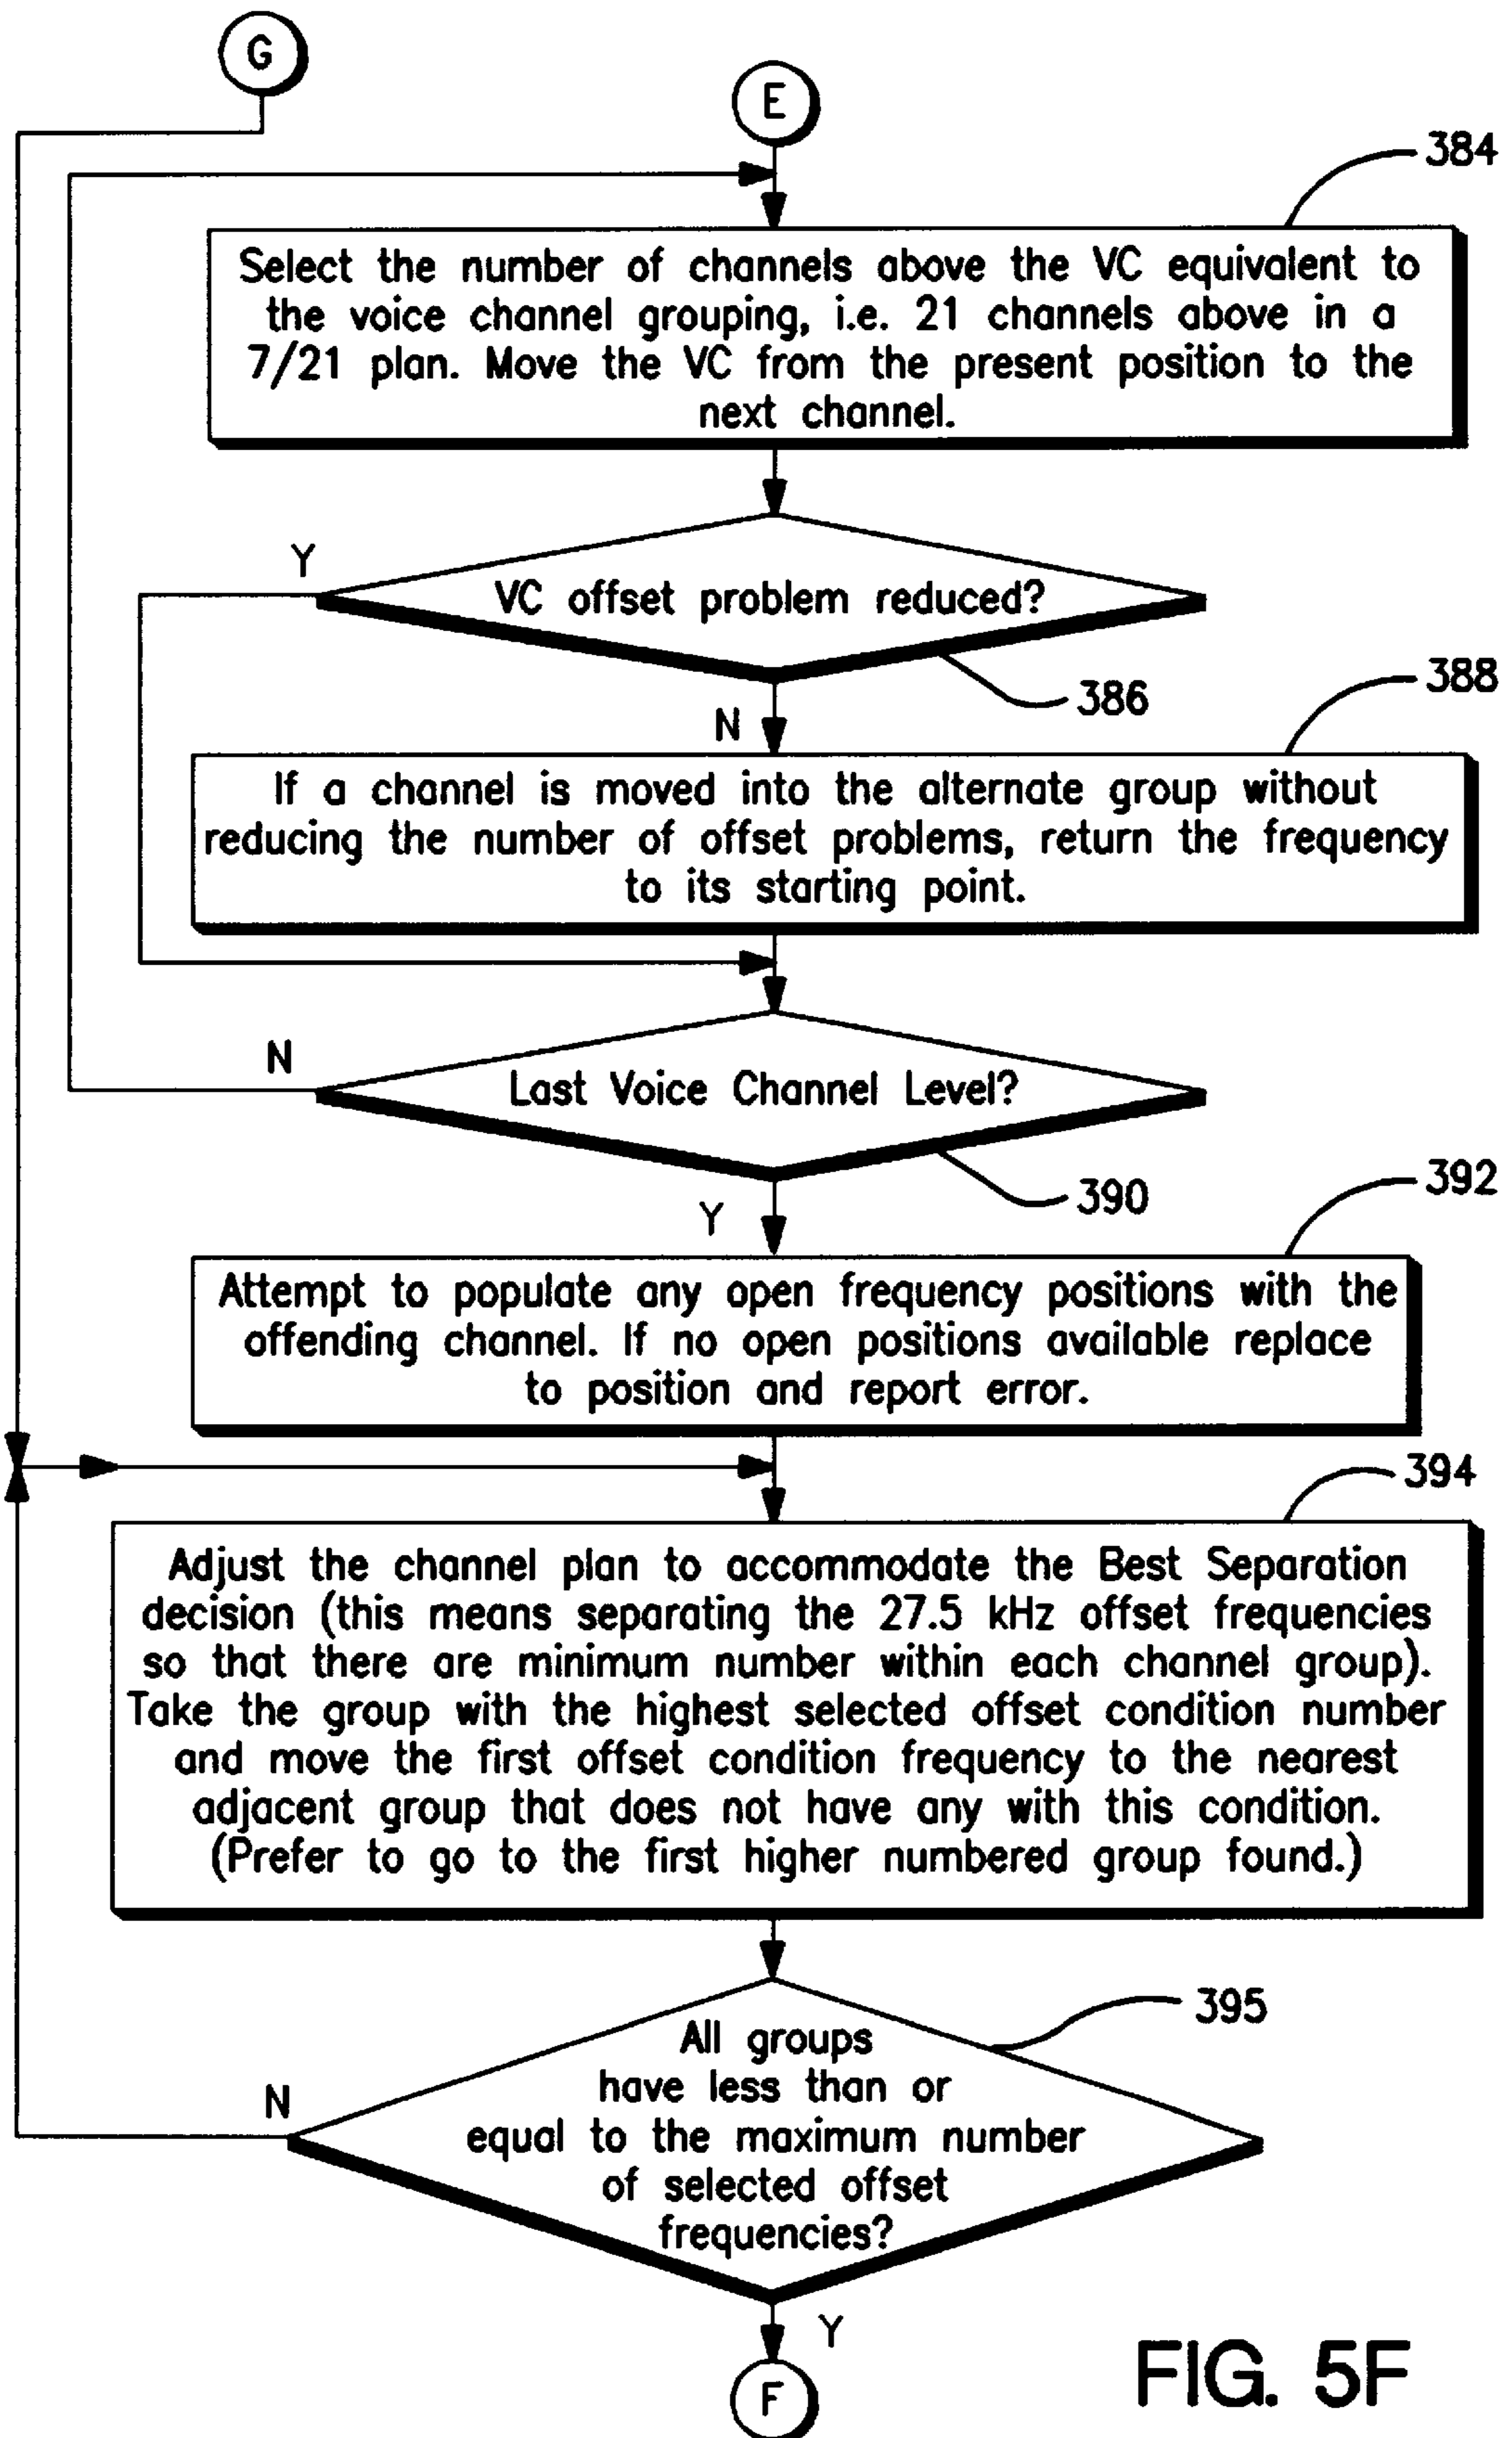 G
E
384
Select the number of channels above the VC equivalent to
the voice channel grouping, i.e. 21 channels above in a
7/21 plan. Move the VC from the present position to the
next channel.
Y
VC offset problem reduced?
386
N
388
If a channel is moved into the alternate group without
reducing the number of offset problems, return the frequency
to its starting point.
N
Last Voice Channel Level?
390
Y
392
Attempt to populate any open frequency positions with the
offending channel. If no open positions available replace
to position and report error.
394
Adjust the channel plan to accommodate the Best Separation
decision (this means separating the 27.5 kHz offset frequencies
so that there are minimum number within each channel group).
Take the group with the highest selected offset condition number
and move the first offset condition frequency to the nearest
adjacent group that does not have any with this condition.
(Prefer to go to the first higher numbered group found.)
395
All groups
have less than or
equal to the maximum number
of selected offset
frequencies?
N
Y
F
FIG. 5F